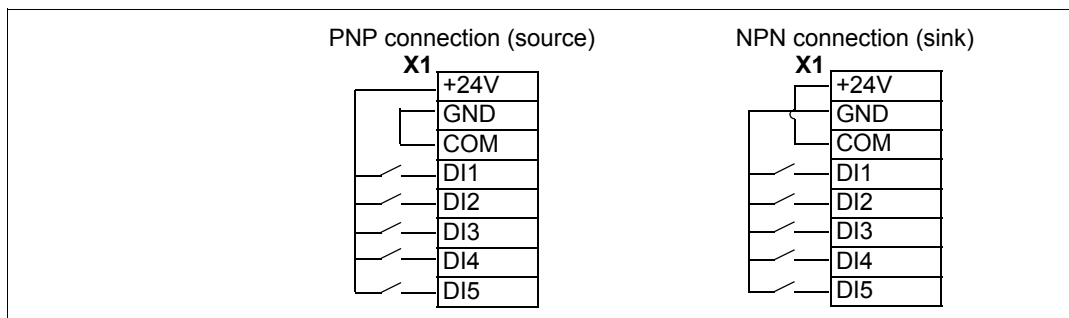 PNP connection (source)
X1
+24V
GND
COM
DI1
DI2
DI3
DI4
DI5
NPN connection (sink)
X1
+24V
GND
COM
DI1
DI2
DI3
DI4
DI5